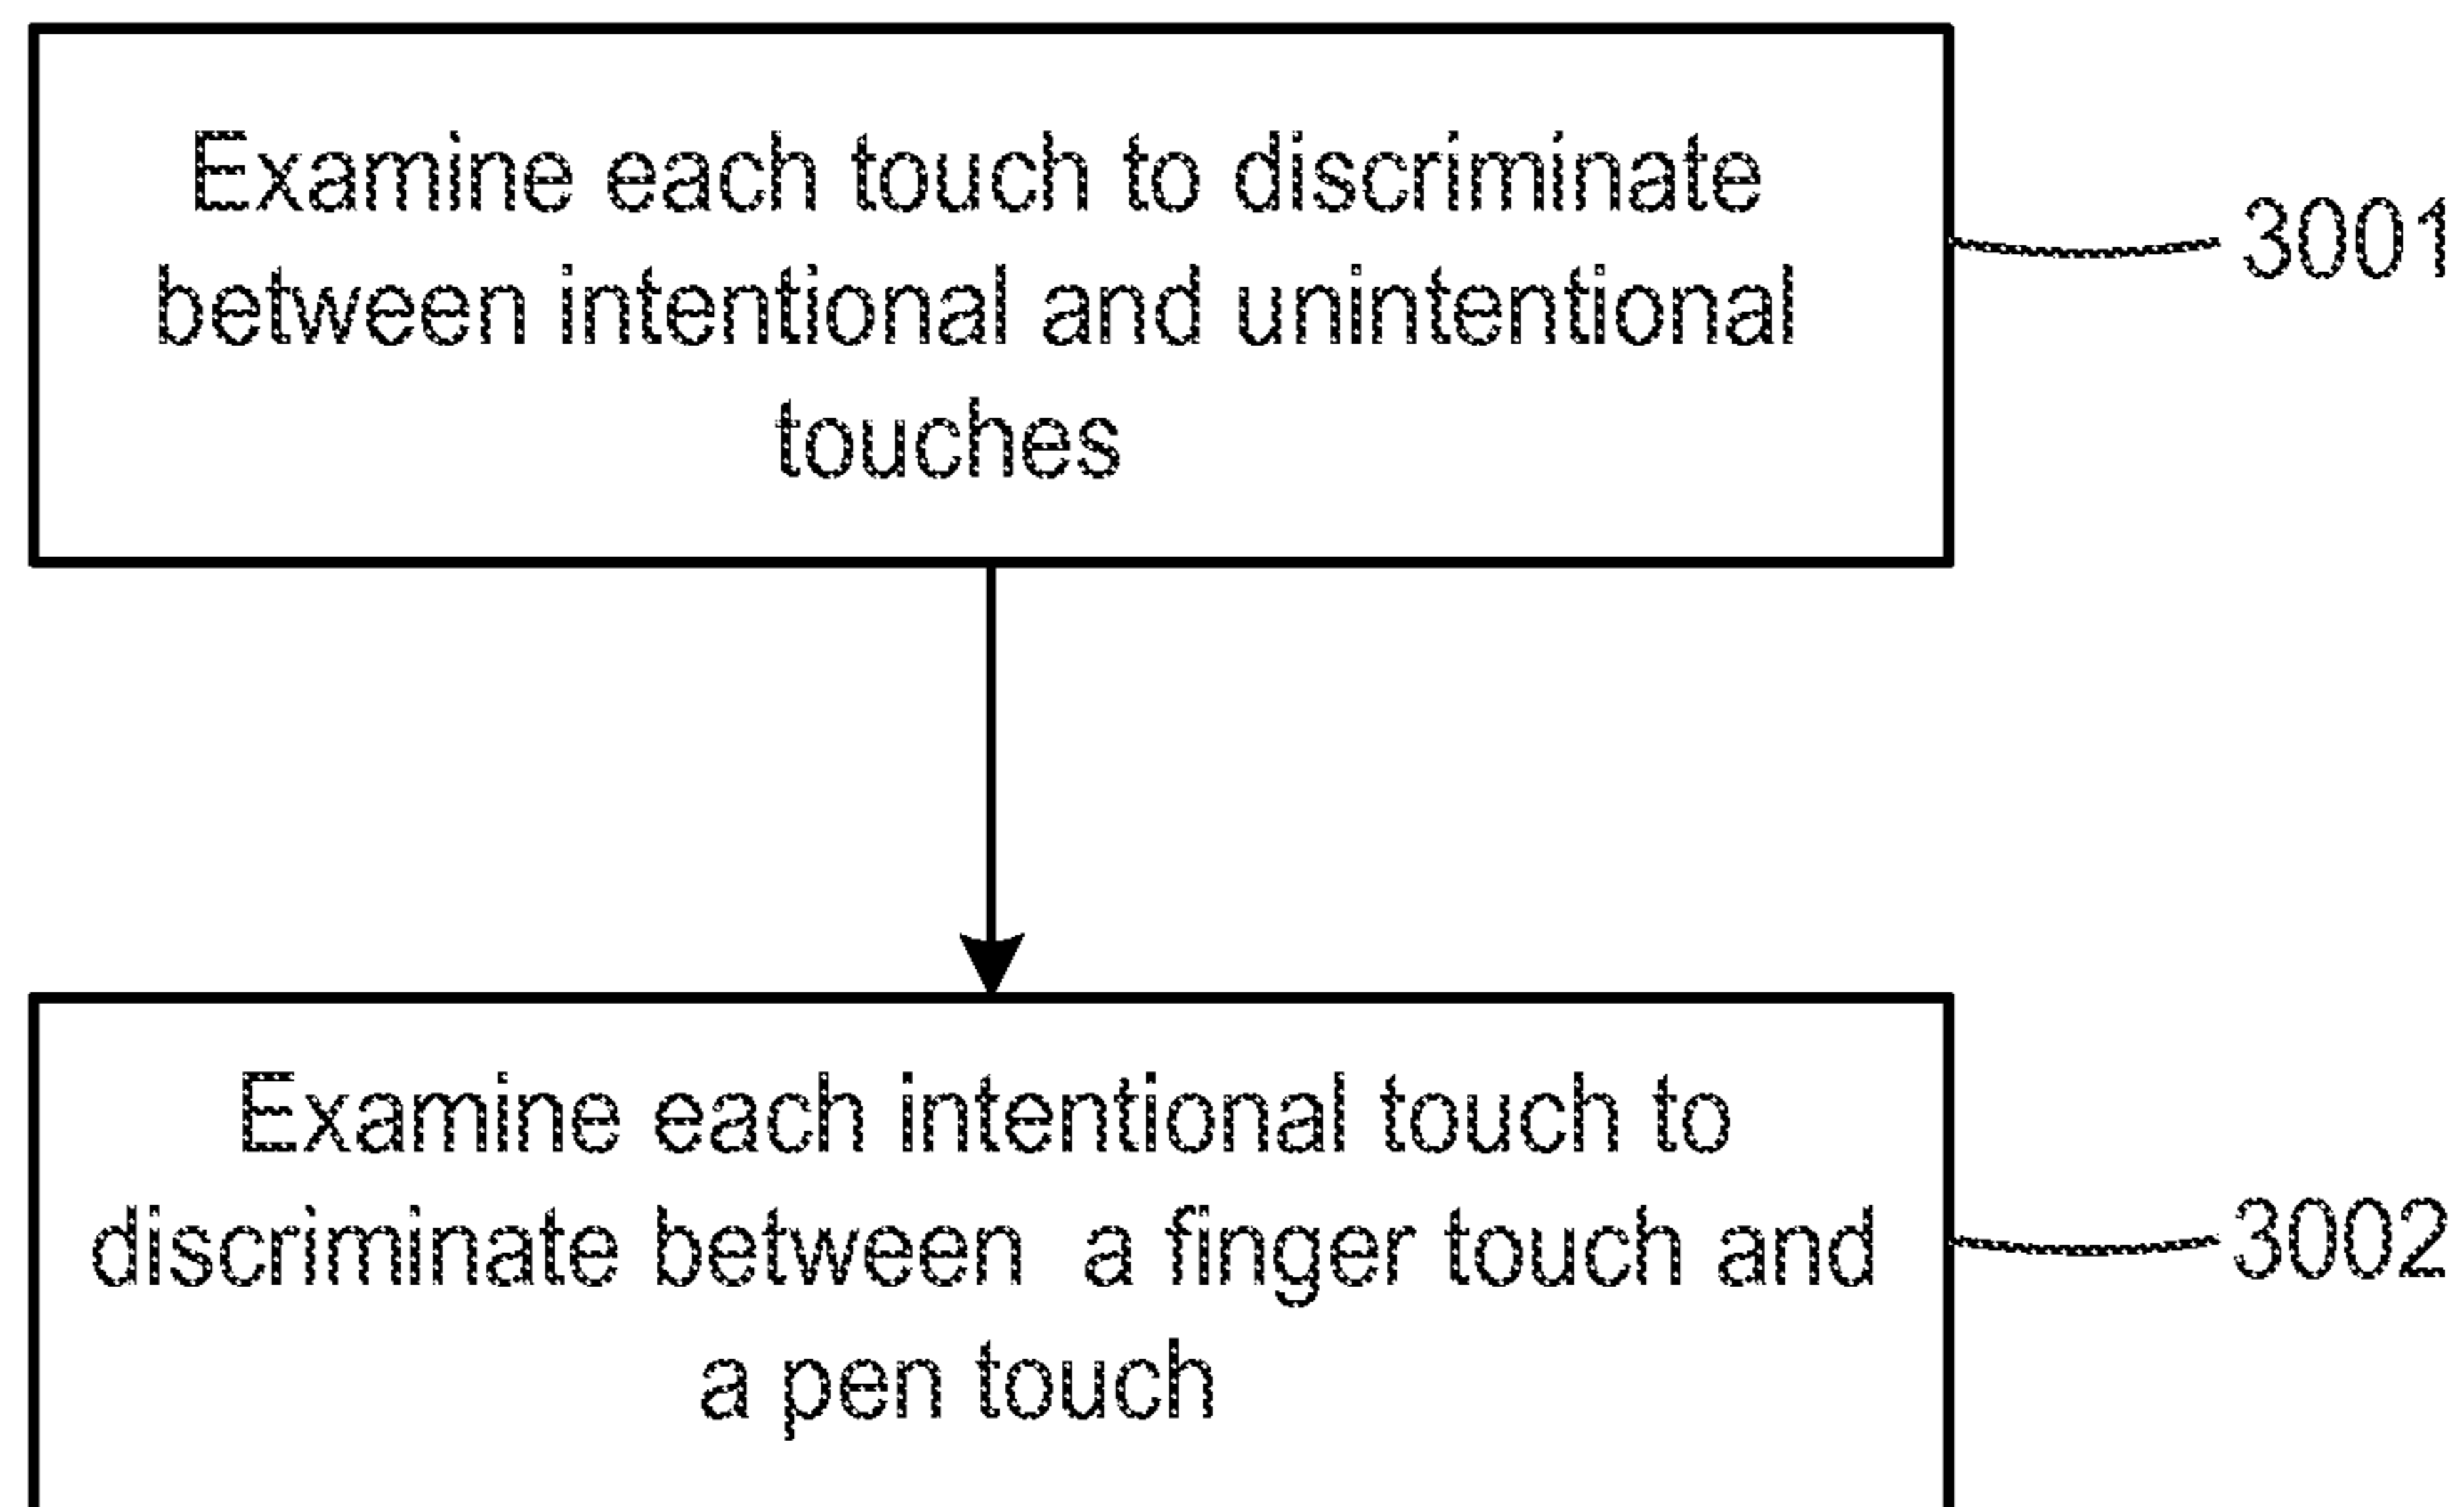 Examine each touch to discriminate
between intentional and unintentional
touches
3001
Examine each intentional touch to
discriminate between  a finger touch and
a pen touch
3002